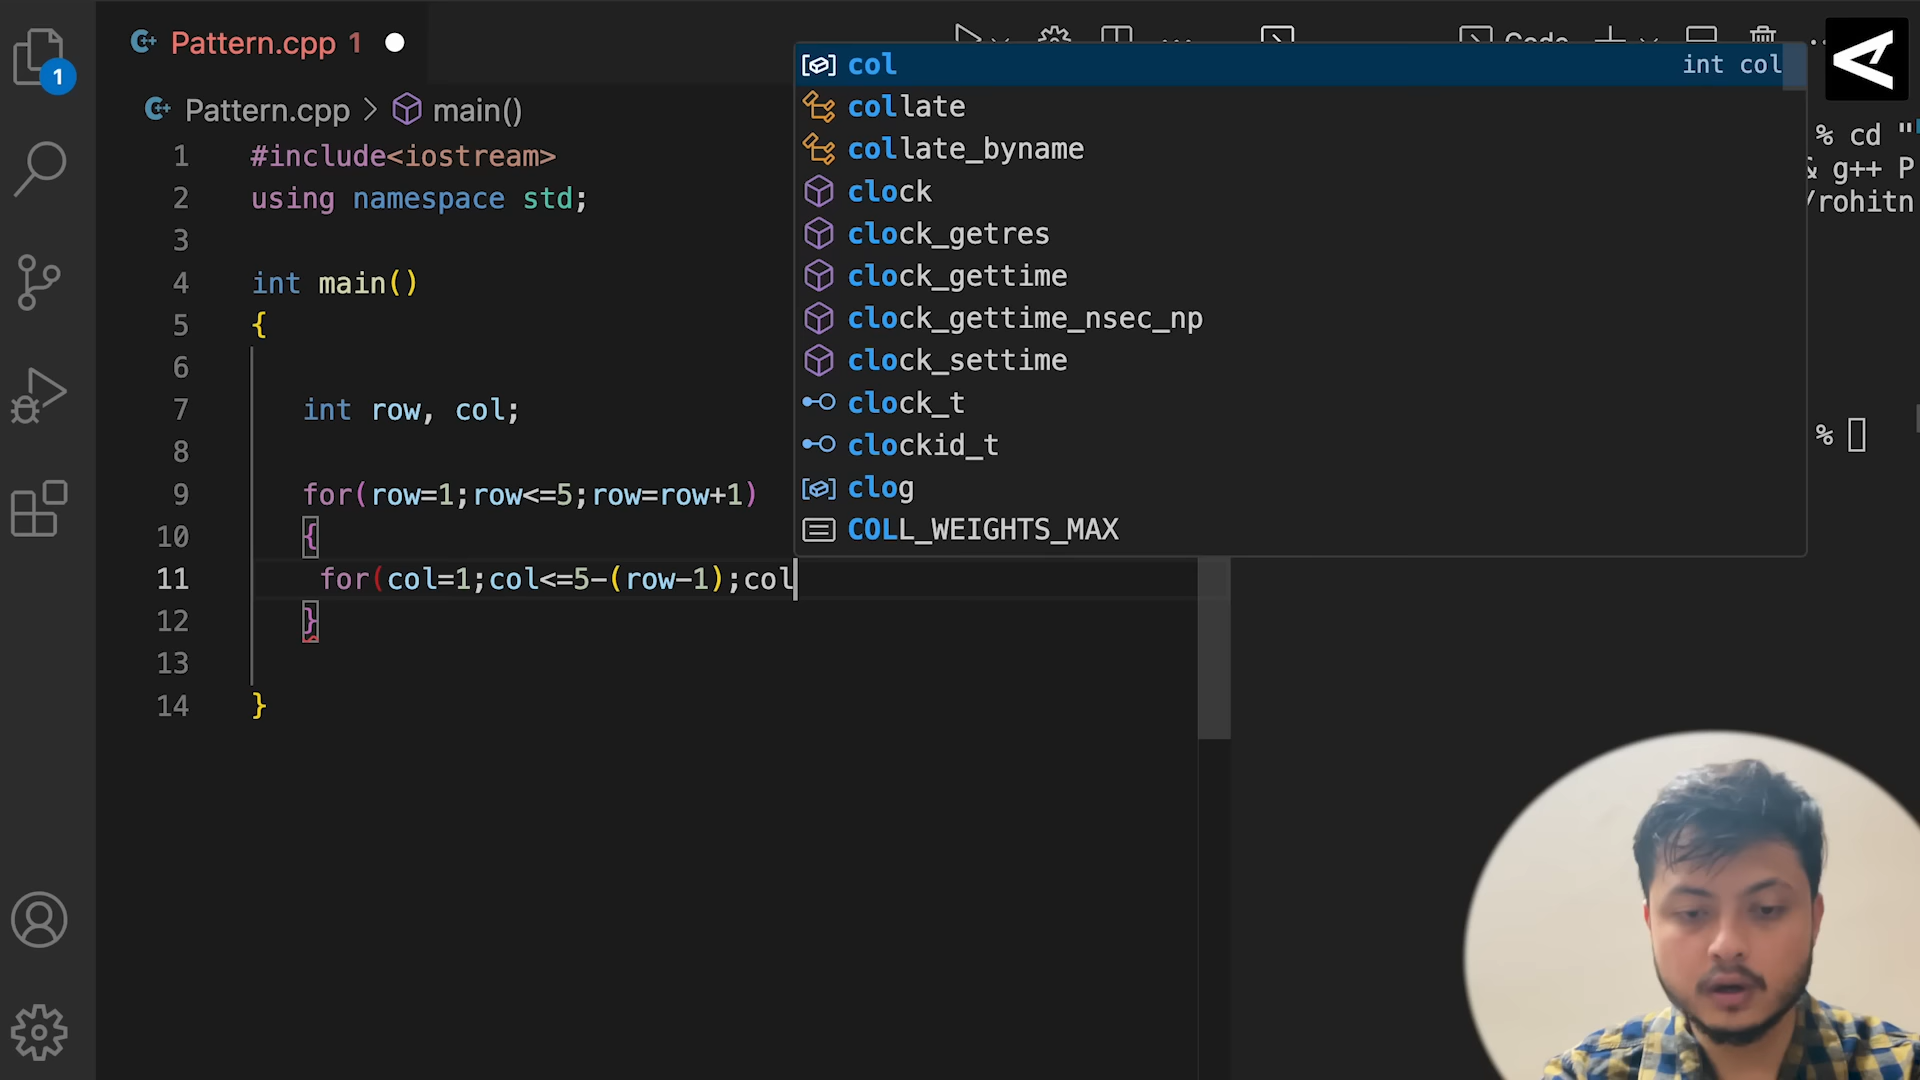 Pattern.cpp 1
Code
1
Pattern.cpp > main()
1 #include<iostream>
2 using namespace std;
3
4 int main()
5 {
6
7 int row, col;
8
9 for(row=1;row<=5;row=row+1)
10 {
11 for(col=1;col<=5-(row-1);col
12 }
13
14 }
col int col
collate
collate_byname
clock
clock_getres
clock_gettime
clock_gettime_nsec_np
clock_settime
clock_t
clockid_t
clog
COLL_WEIGHTS_MAX
% cd "
& g++ P
/rohitn
%